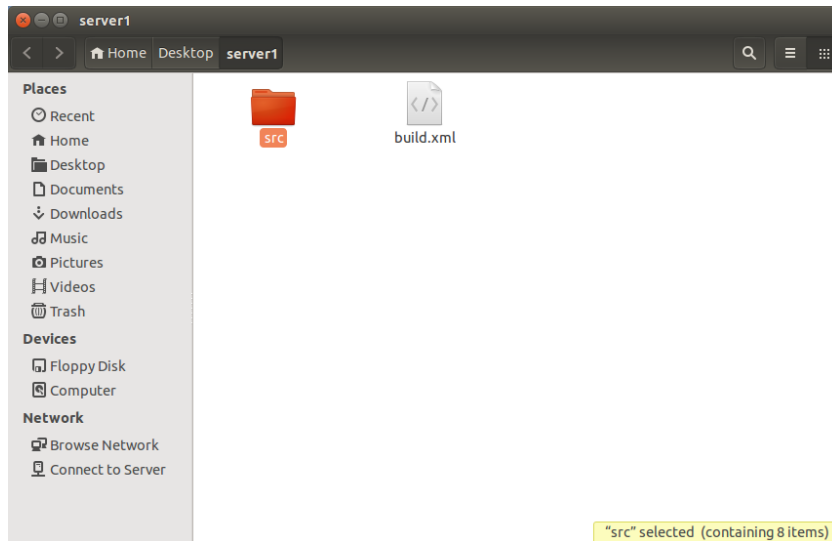 server1
Home Desktop server1
Places
Recent
Home
Desktop
Documents
Downloads
Music
Pictures
Videos
Trash
Devices
Floppy Disk
Computer
Network
Browse Network
Connect to Server
src
build.xml
"src" selected (containing 8 items)